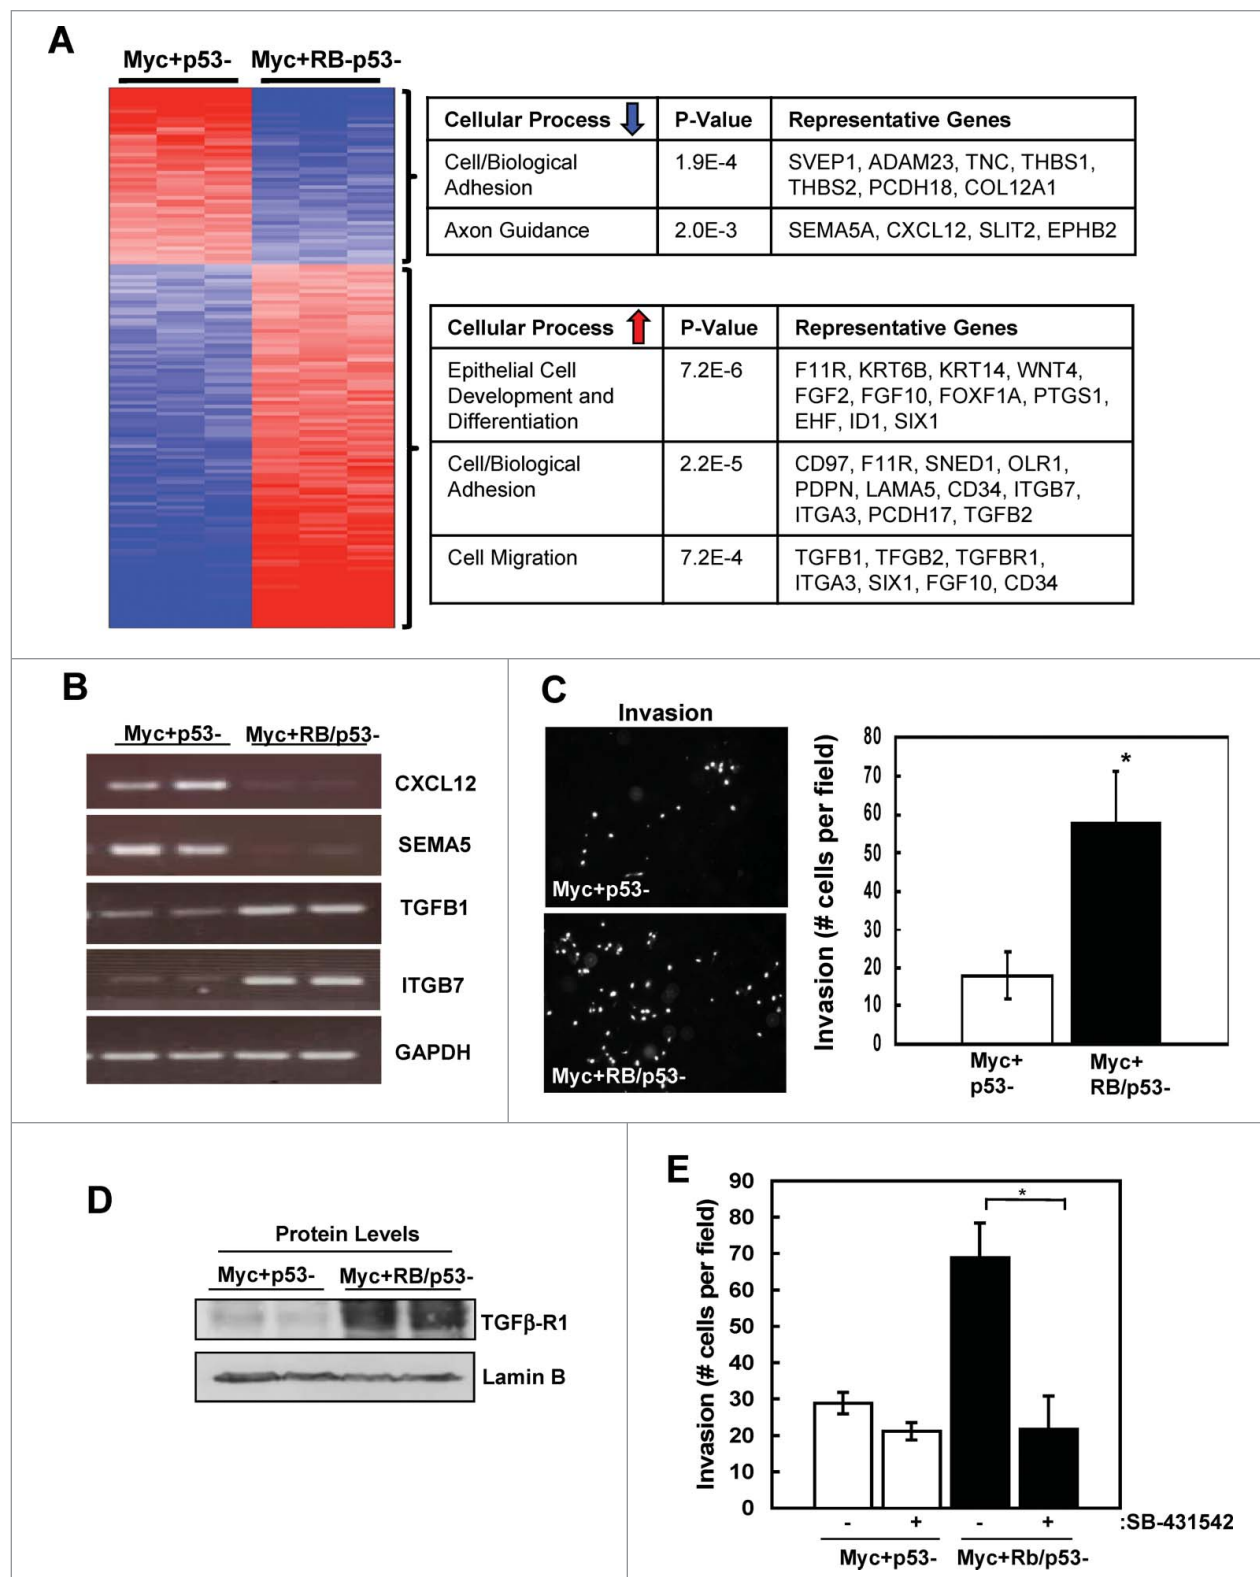 A
Myc+p53- Myc+RB-p53-
Cellular Process P-Value Representative Genes
Cell/Biological Adhesion 1.9E-4 SVEP1, ADAM23, TNC, THBS1, THBS2, PCDH18, COL12A1
Axon Guidance 2.0E-3 SEMA5A, CXCL12, SLIT2, EPHB2
Cellular Process P-Value Representative Genes
Epithelial Cell Development and Differentiation 7.2E-6 F11R, KRT6B, KRT14, WNT4, FGF2, FGF10, FOXF1A, PTGS1, EHF, ID1, SIX1
Cell/Biological Adhesion 2.2E-5 CD97, F11R, SNED1, OLR1, PDPN, LAMA5, CD34, ITGB7, ITGA3, PCDH17, TGFB2
Cell Migration 7.2E-4 TGFB1, TFGB2, TGFBR1, ITGA3, SIX1, FGF10, CD34
B
Myc+p53- Myc+RB/p53-
CXCL12
SEMA5
TGFB1
ITGB7
GAPDH
C
Invasion
Myc+p53-
Myc+RB/p53-
Invasion (# cells per field)
80
70
60
50
40
30
20
10
0
*
Myc+
p53-
Myc+
RB/p53-
D
Protein Levels
Myc+p53- Myc+RB/p53-
TGFβ-R1
Lamin B
E
Invasion (# cells per field)
90
80
70
60
50
40
30
20
10
0
*
- + - + :SB-431542
Myc+p53- Myc+Rb/p53-